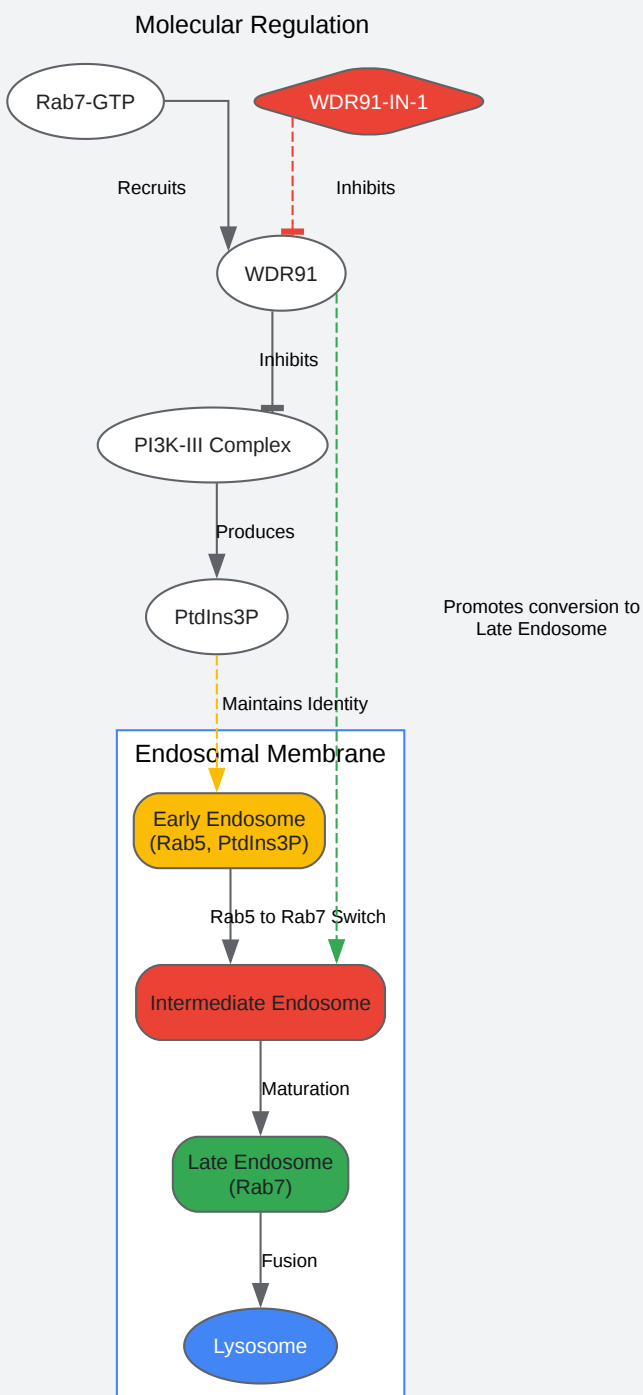 Molecular Regulation
Rab7-GTP
WDR91-IN-1
Recruits
Inhibits
WDR91
Inhibits
PI3K-III Complex
Produces
PtdIns3P
Promotes conversion to
Late Endosome
Maintains Identity
Endosomal Membrane
Early Endosome
(Rab5, PtdIns3P)
Rab5 to Rab7 Switch
Intermediate Endosome
Maturation
Late Endosome
(Rab7)
Fusion
Lysosome